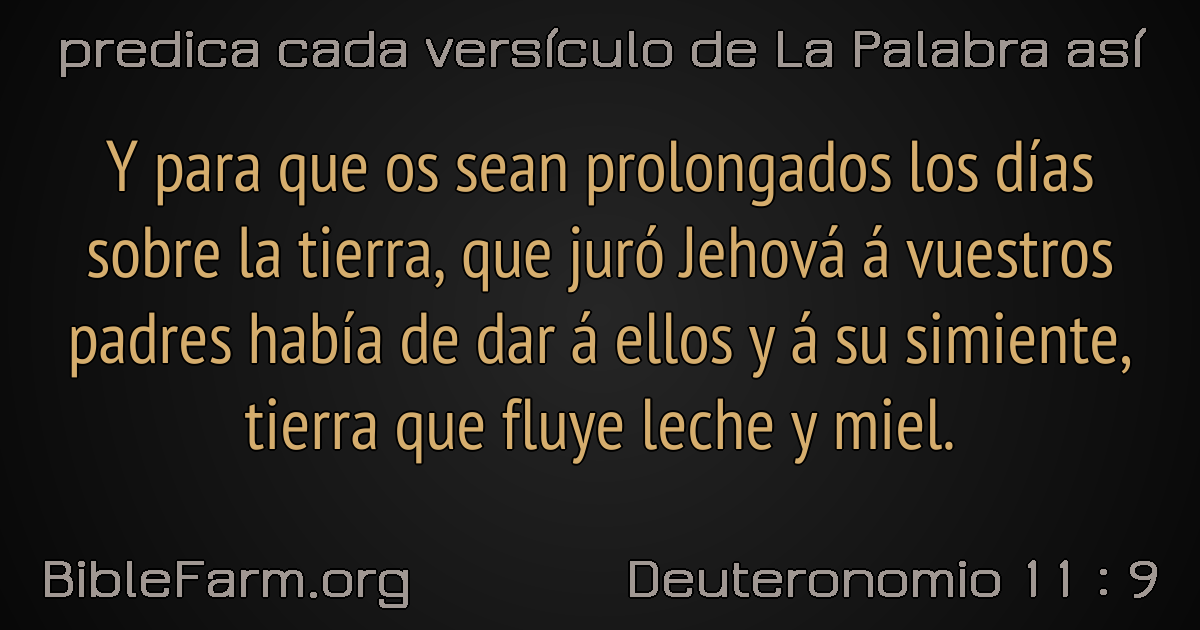 predica cada versículo de La Palabra así
Y para que os sean prolongados los días
sobre la tierra, que juró Jehová á vuestros
padres había de dar á ellos y á su simiente,
tierra que fluye leche y miel.
BibleFarm.org
Deuteronomio 11 : 9